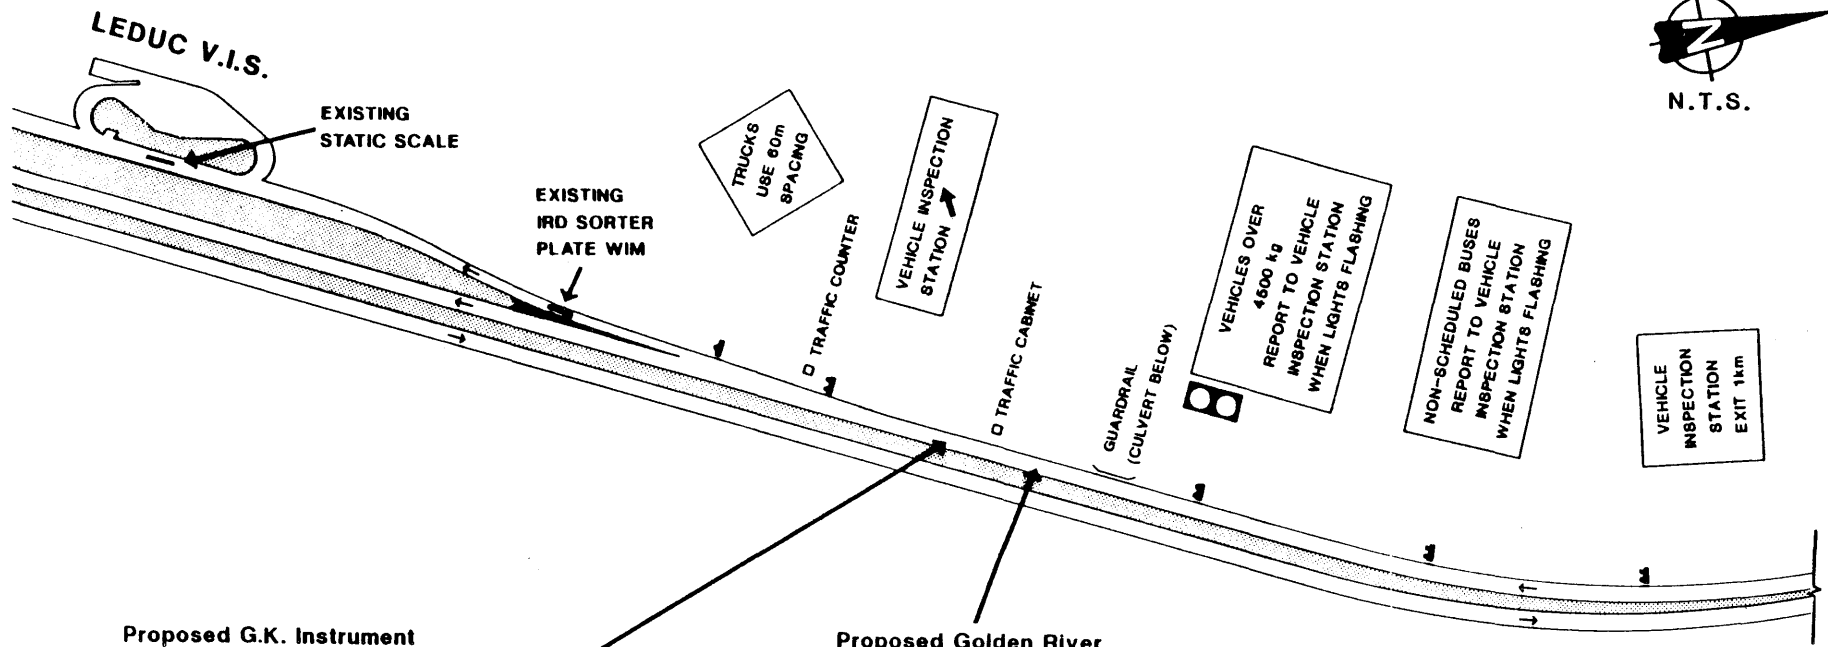 LEDUC V.I.S.
EXISTING
STATIC SCALE
EXISTING
IRD SORTER
PLATE WIM
TRUCKS
USE 60m
SPACING
TRAFFIC COUNTER
VEHICLE INSPECTION
STATION
TRAFFIC CABINET
GUARDRAIL
(CULVERT BELOW)
VEHICLES OVER
4500 kg
REPORT TO VEHICLE
INSPECTION STATION
WHEN LIGHTS FLASHING
NON-SCHEDULED BUSES
REPORT TO VEHICLE
INSPECTION STATION
WHEN LIGHTS FLASHING
VEHICLE
INSPECTION
STATION
EXIT 1km
N
N.T.S.
Proposed G.K. Instrument
Proposed Golden River